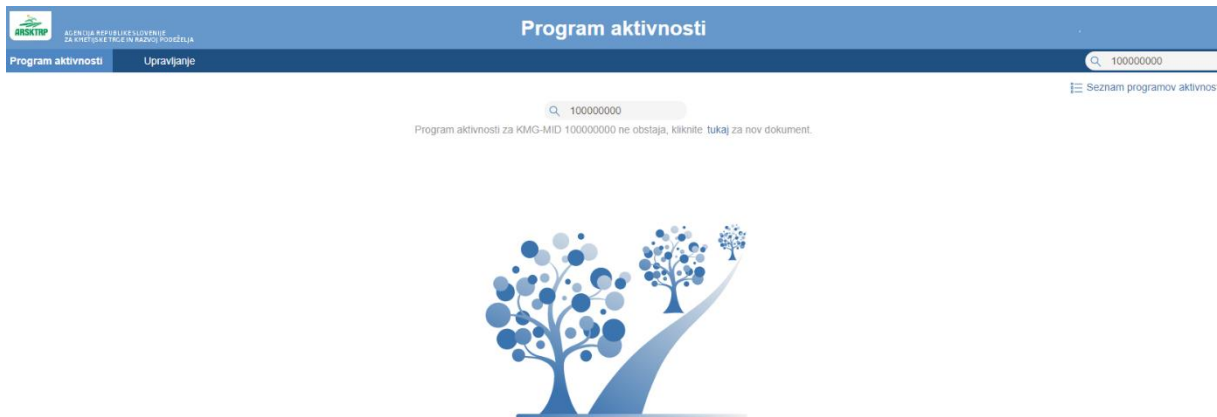 ARSKTRP
AGENCIJA REPUBLIKE SLOVENIJE
ZA KMETIJSKE TRGE IN RAZVOJ PODEŽELJA
Program aktivnosti
Program aktivnosti
Upravljanje
100000000
Seznam programov aktivnost
100000000
Program aktivnosti za KMG-MID 100000000 ne obstaja, kliknite tukaj za nov dokument.